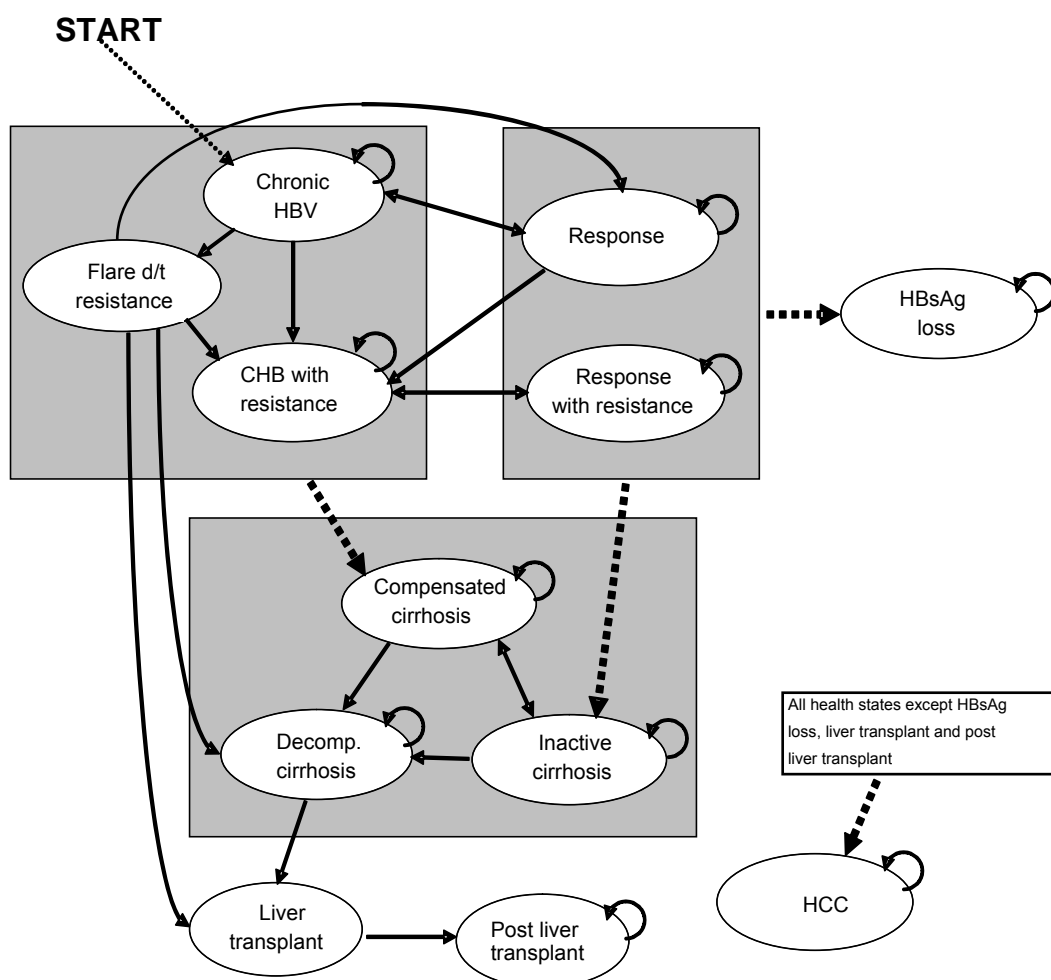 START
Chronic
HBV
Response
Flare d/t
resistance
HBsAg
loss
CHB with
resistance
Response
with resistance
Compensated
cirrhosis
Decomp.
cirrhosis
Inactive
cirrhosis
All health states except HBsAg
loss, liver transplant and post
liver transplant
HCC
Liver
transplant
Post liver
transplant